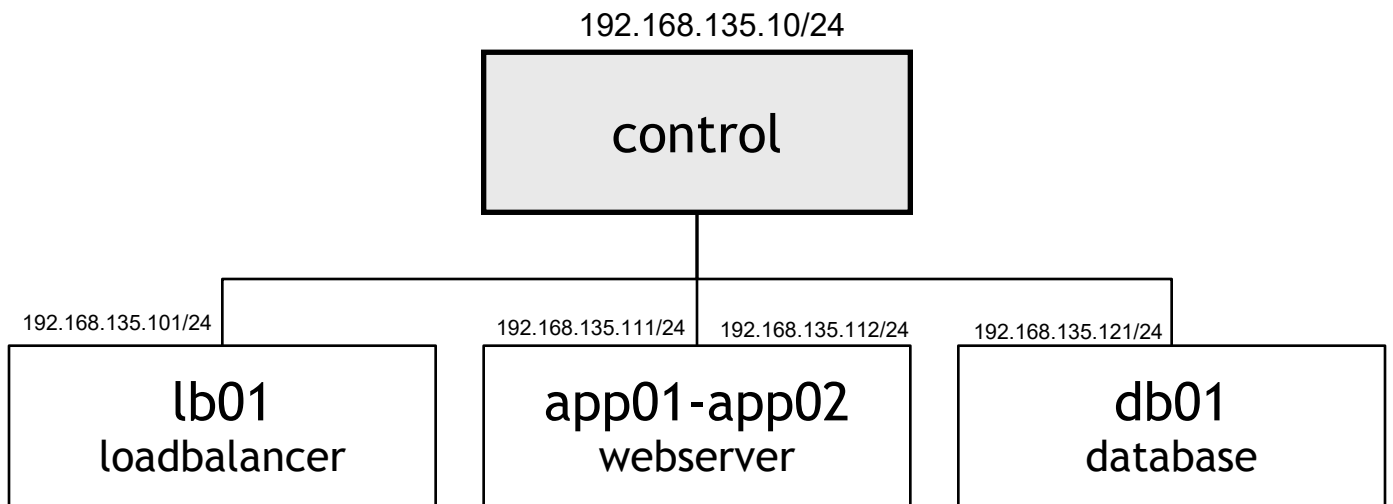 192.168.135.10/24
control
192.168.135.101/24
192.168.135.111/24
192.168.135.112/24
192.168.135.121/24
lb01
loadbalancer
app01-app02
webserver
db01
database